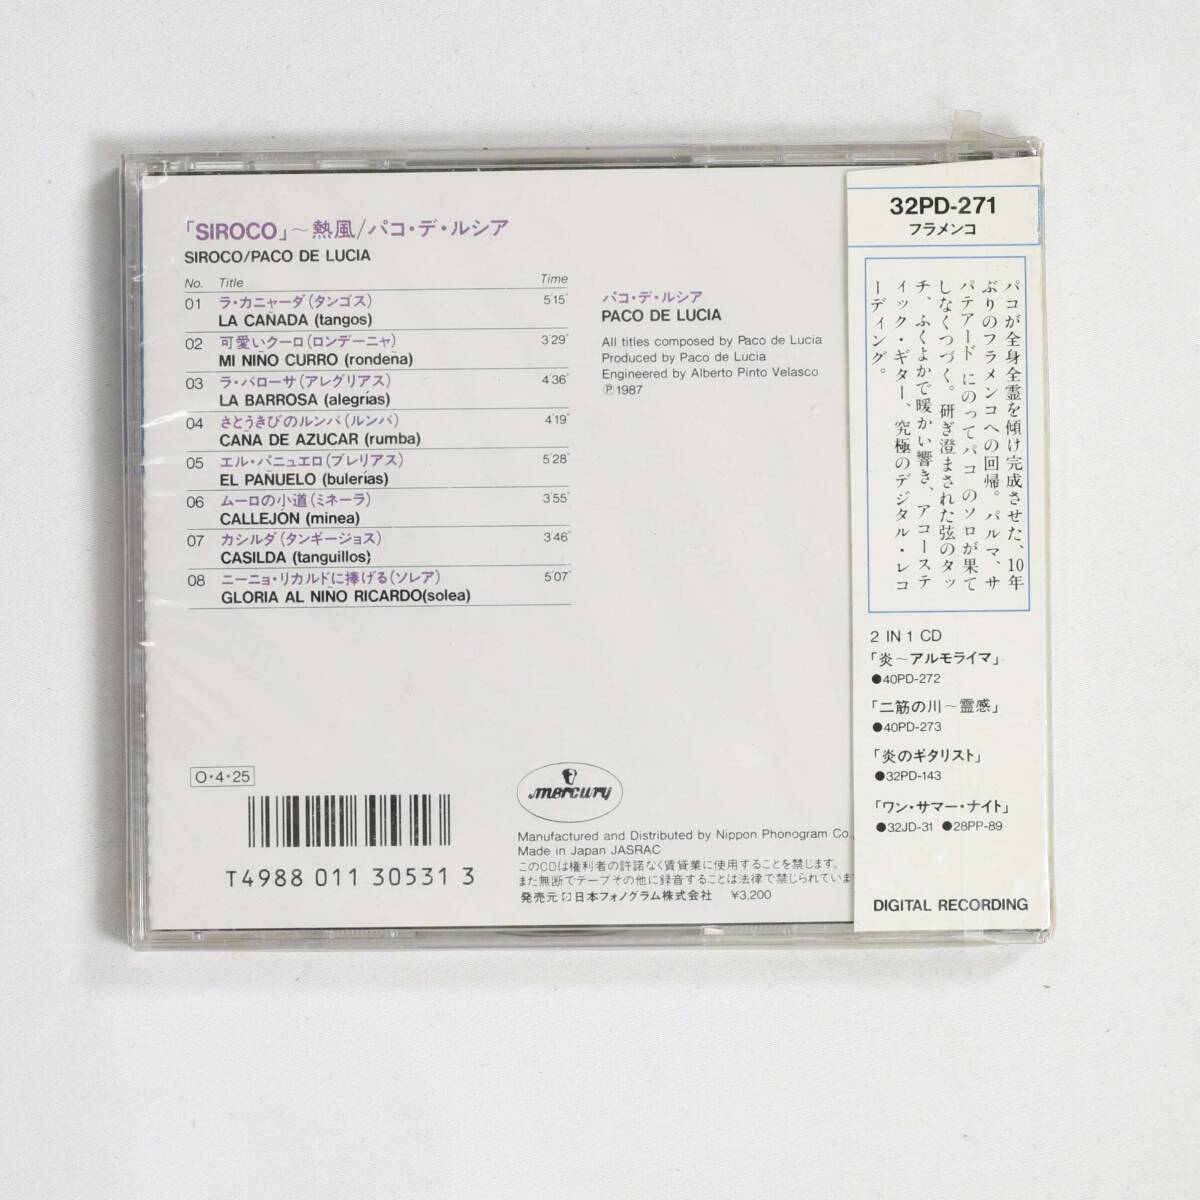 「SIROCO」～熱風/パコ・デ・ルシア
SIROCO/PACO DE LUCIA
No. Title Time
01 ラ・カニャーダ(タンゴス) 5'15"
LA CAÑADA (tangos)
02 可愛いクーロ(ロンデーニャ) 3'29"
MI NIÑO CURRO (rondeña)
03 ラ・バローサ(アレグリアス) 4'36"
LA BARROSA (alegrías)
04 さとうきびのルンバ(ルンバ) 4'19"
CAÑA DE AZUCAR (rumba)
05 エル・パニュエロ(ブレリアス) 5'28"
EL PAÑUELO (bulerías)
06 ムーロの小道(ミネーラ) 3'55"
CALLEJÓN (minea)
07 カシルダ(タンギージョス) 3'46"
CASILDA (tanguillos)
08 ニーニョ・リカルドに捧げる(ソレア) 5'07"
GLORIA AL NIÑO RICARDO(solea)
パコ・デ・ルシア
PACO DE LUCIA
All titles composed by Paco de Lucia
Produced by Paco de Lucia
Engineered by Alberto Pinto Velasco
Ⓟ1987
O・4・25
T4988 011 30531 3
mercury
Manufactured and Distributed by Nippon Phonogram Co.,
Made in Japan JASRAC
このCDは権利者の許諾なく賃貸業に使用することを禁じます。
また無断でテープその他に録音することは法律で禁じられていま
発売元 日本フォノグラム株式会社 ¥3,200
32PD-271
フラメンコ
パコが全身全霊を傾け完成させた、10年
ぶりのフラメンコへの回帰。パルマ、サ
パテアードにのってパコのソロが果て
しなくつづく。研ぎ澄まされた弦のタッ
チ、ふくよかで暖かい響き、アコーステ
ィック・ギター、究極のデジタル・レコ
ーディング。
2 IN 1 CD
「炎～アルモライマ」
●40PD-272
「二筋の川～霊感」
●40PD-273
「炎のギタリスト」
●32PD-143
「ワン・サマー・ナイト」
●32JD-31 ●28PP-89
DIGITAL RECORDING